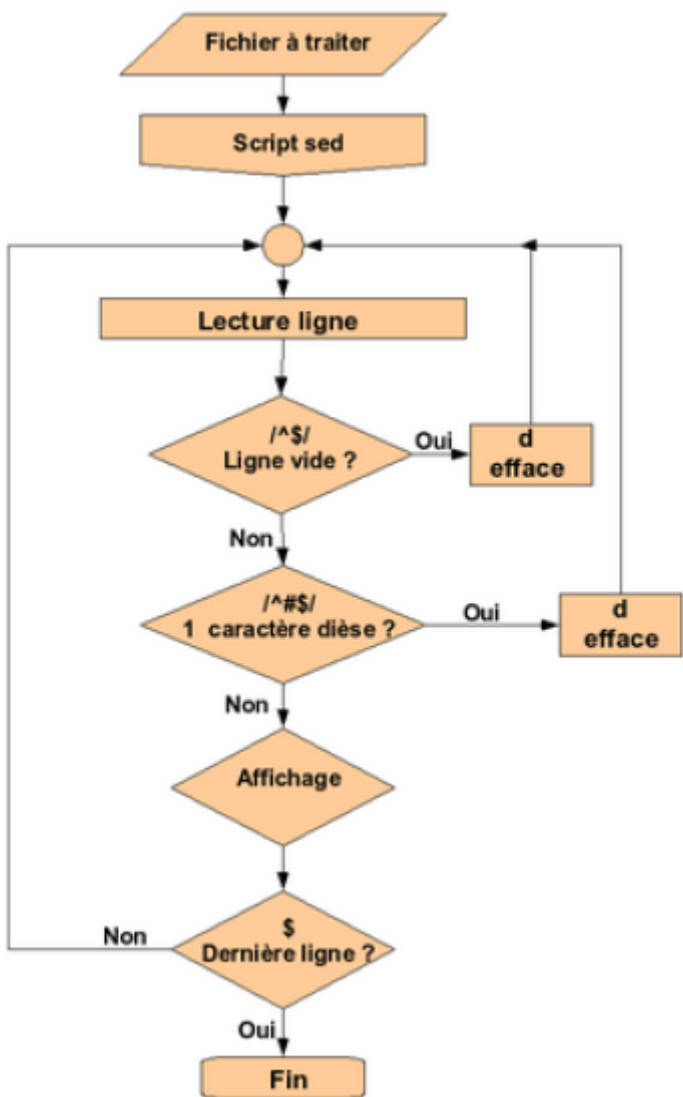 Fichier à traiter
Script sed
Lecture ligne
/^$/
Ligne vide ?
Oui
d
efface
Non
/^#$/
1 caractère dièse ?
Oui
d
efface
Non
Affichage
$
Dernière ligne ?
Non
Oui
Fin